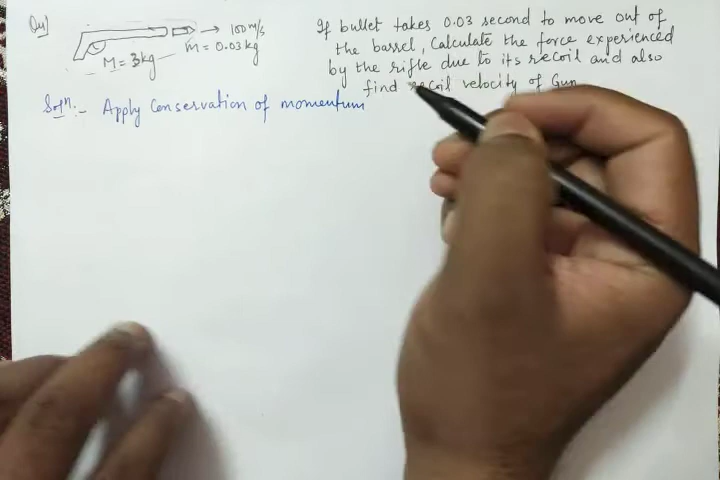 Qu) → 100 m/s
m = 0.03 kg
M = 3 kg
If bullet takes 0.03 second to move out of
the barrel, Calculate the force experienced
by the rifle due to its recoil and also
find recoil velocity of Gun
Solⁿ:- Apply Conservation of momentum